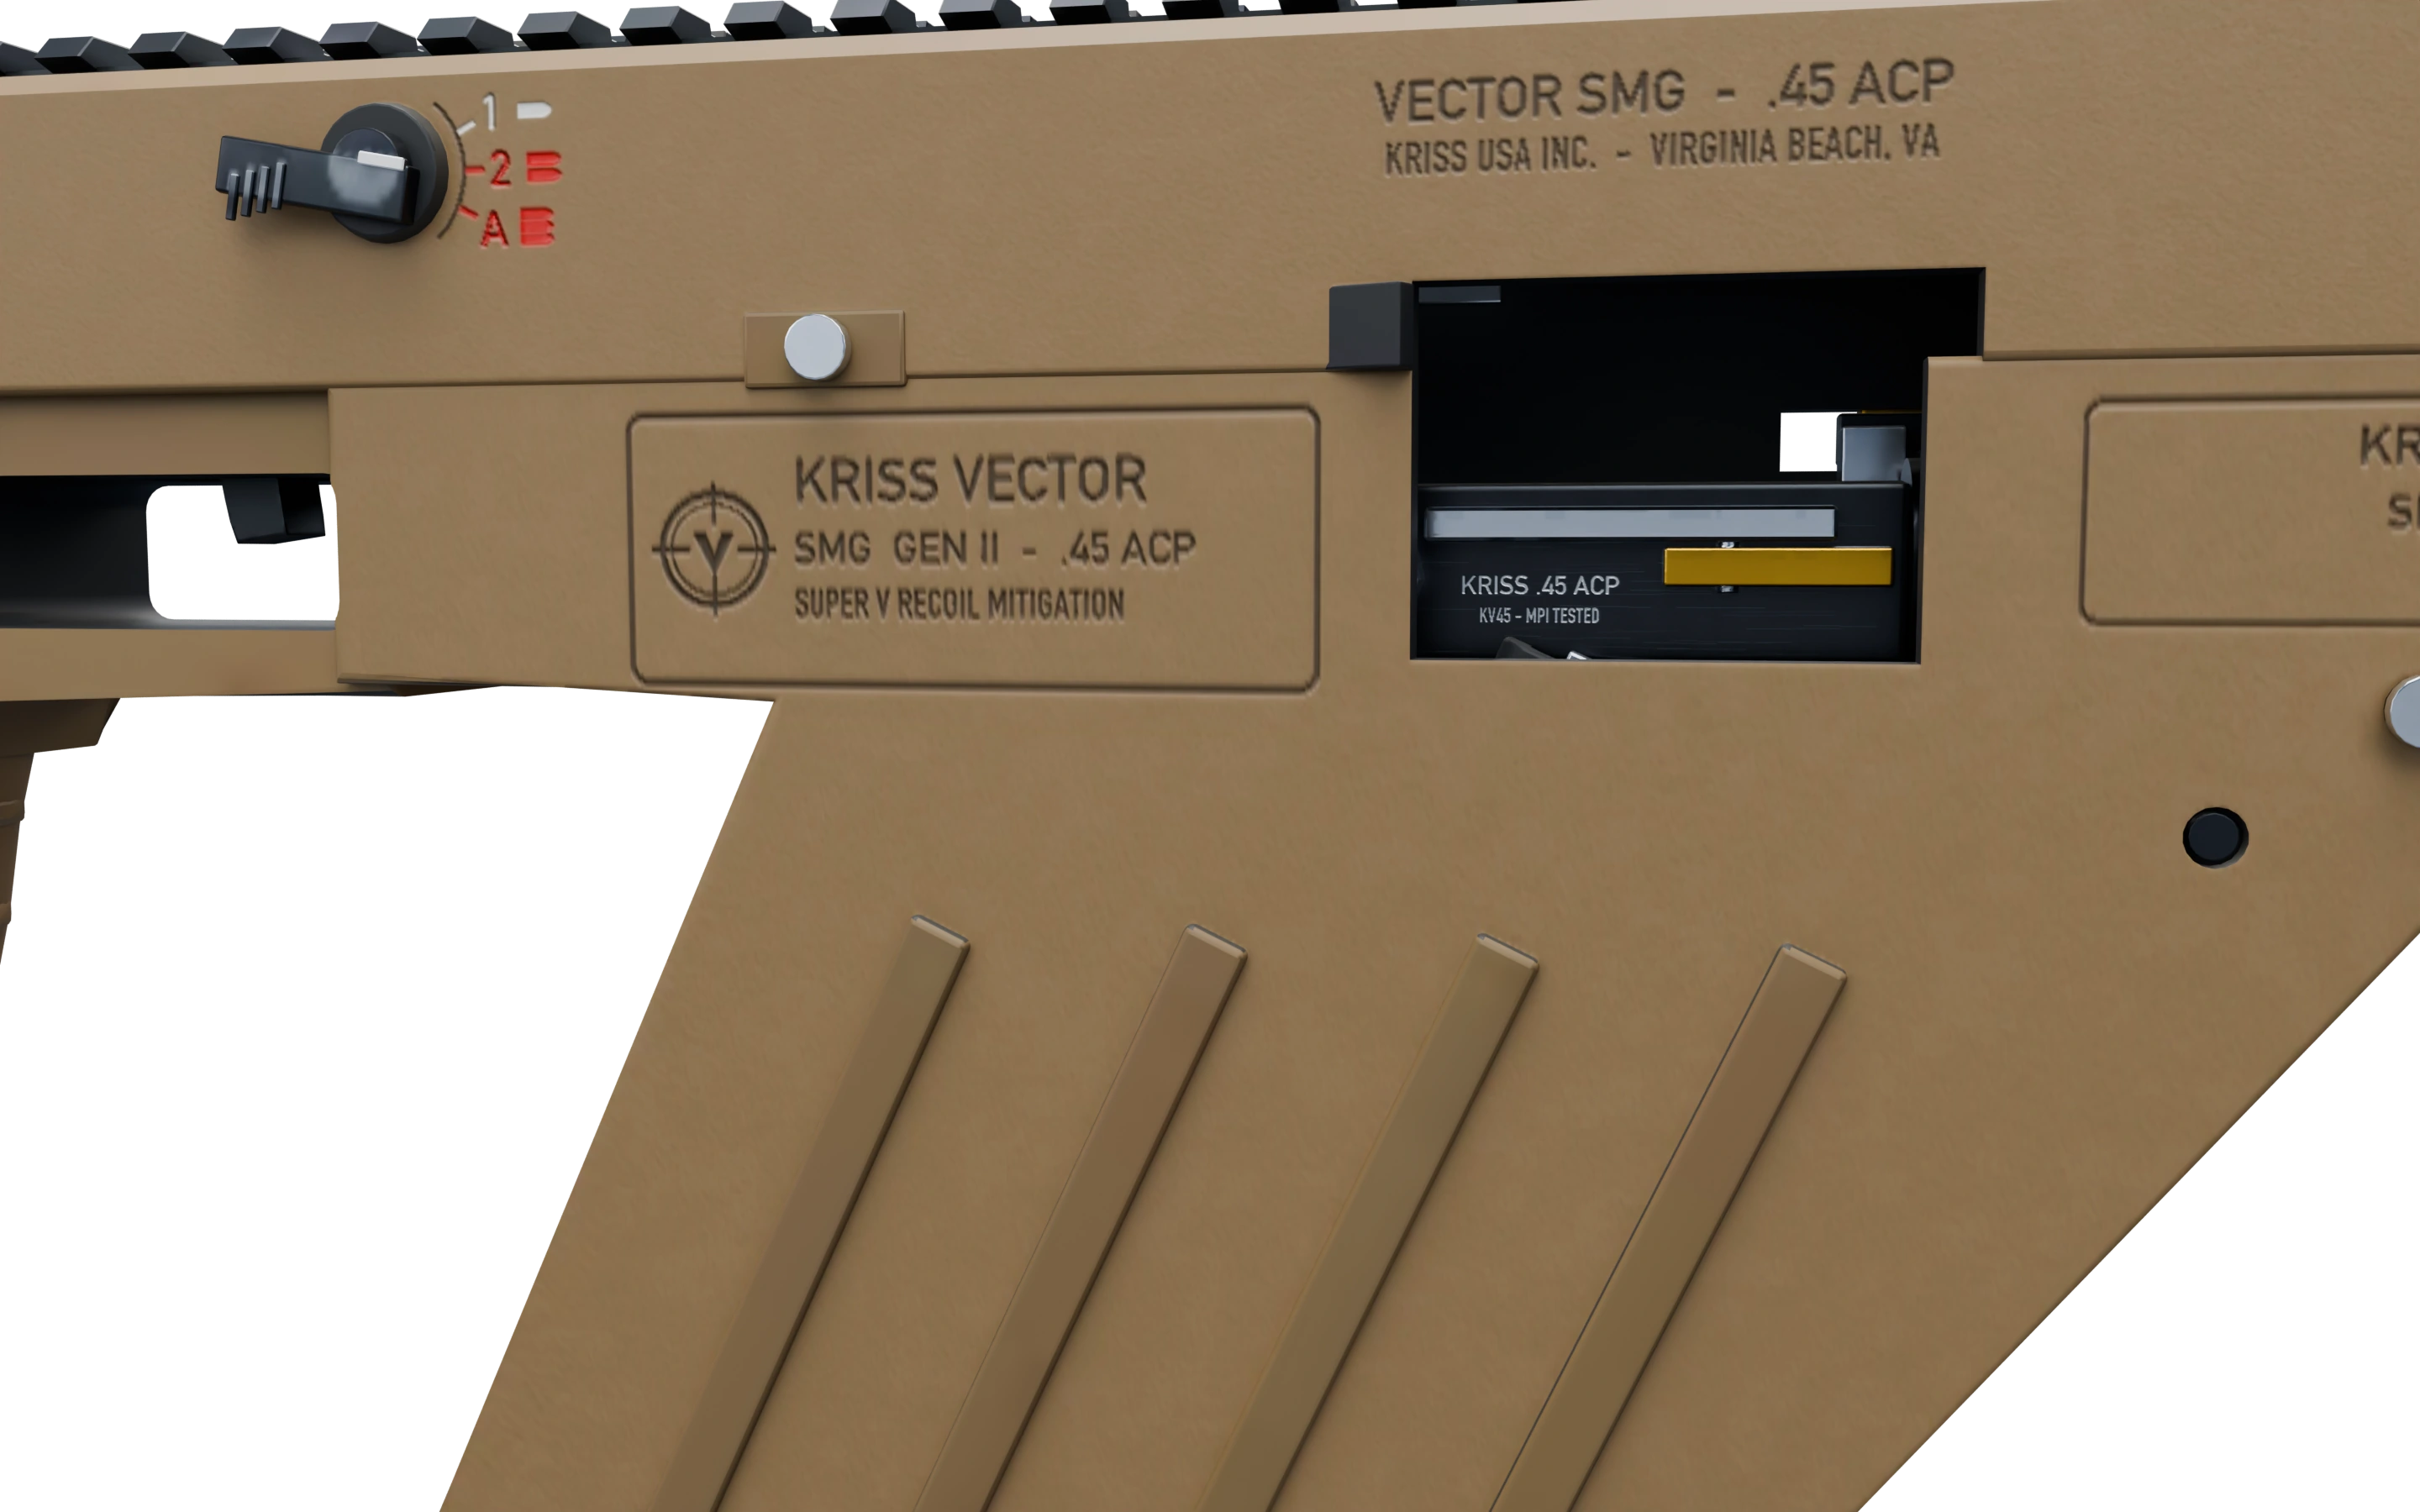 1
2
A
VECTOR SMG - .45 ACP
KRISS USA INC. - VIRGINIA BEACH. VA
V
KRISS VECTOR
SMG GEN II - .45 ACP
SUPER V RECOIL MITIGATION
KRISS .45 ACP
KV45 - MPI TESTED
KR